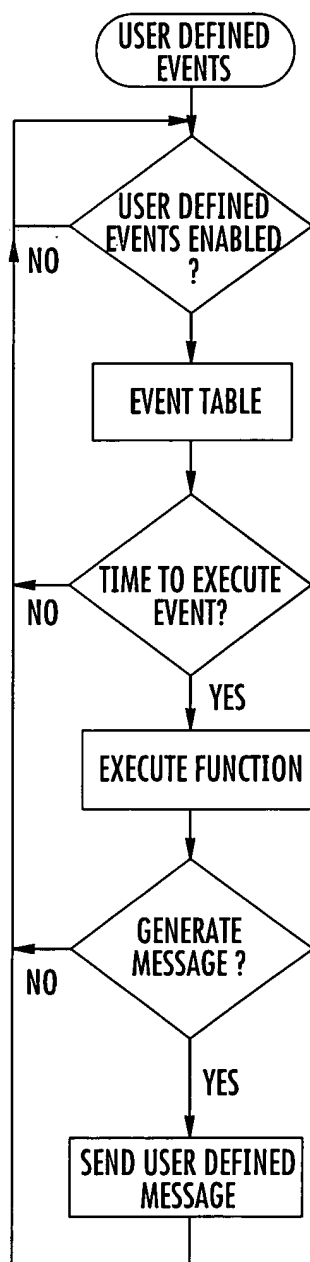 USER DEFINED
EVENTS
USER DEFINED
EVENTS ENABLED
?
NO
EVENT TABLE
TIME TO EXECUTE
EVENT?
NO
YES
EXECUTE FUNCTION
GENERATE
MESSAGE ?
NO
YES
SEND USER DEFINED
MESSAGE